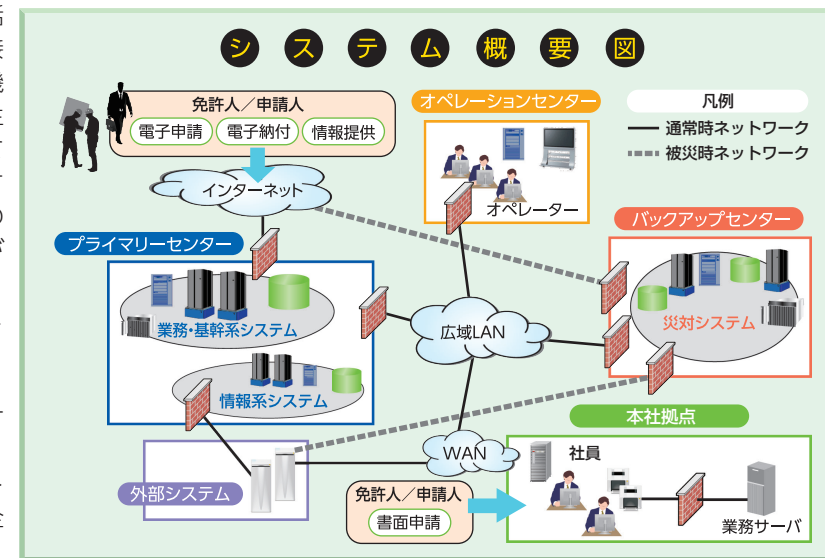 システム概要図
免許人／申請人
電子申請 電子納付 情報提供
インターネット
オペレーションセンター
オペレーター
凡例
通常時ネットワーク
被災時ネットワーク
プライマリーセンター
業務・基幹系システム
情報系システム
広域LAN
バックアップセンター
災対システム
外部システム
WAN
免許人／申請人
書面申請
本社拠点
社員
業務サーバ